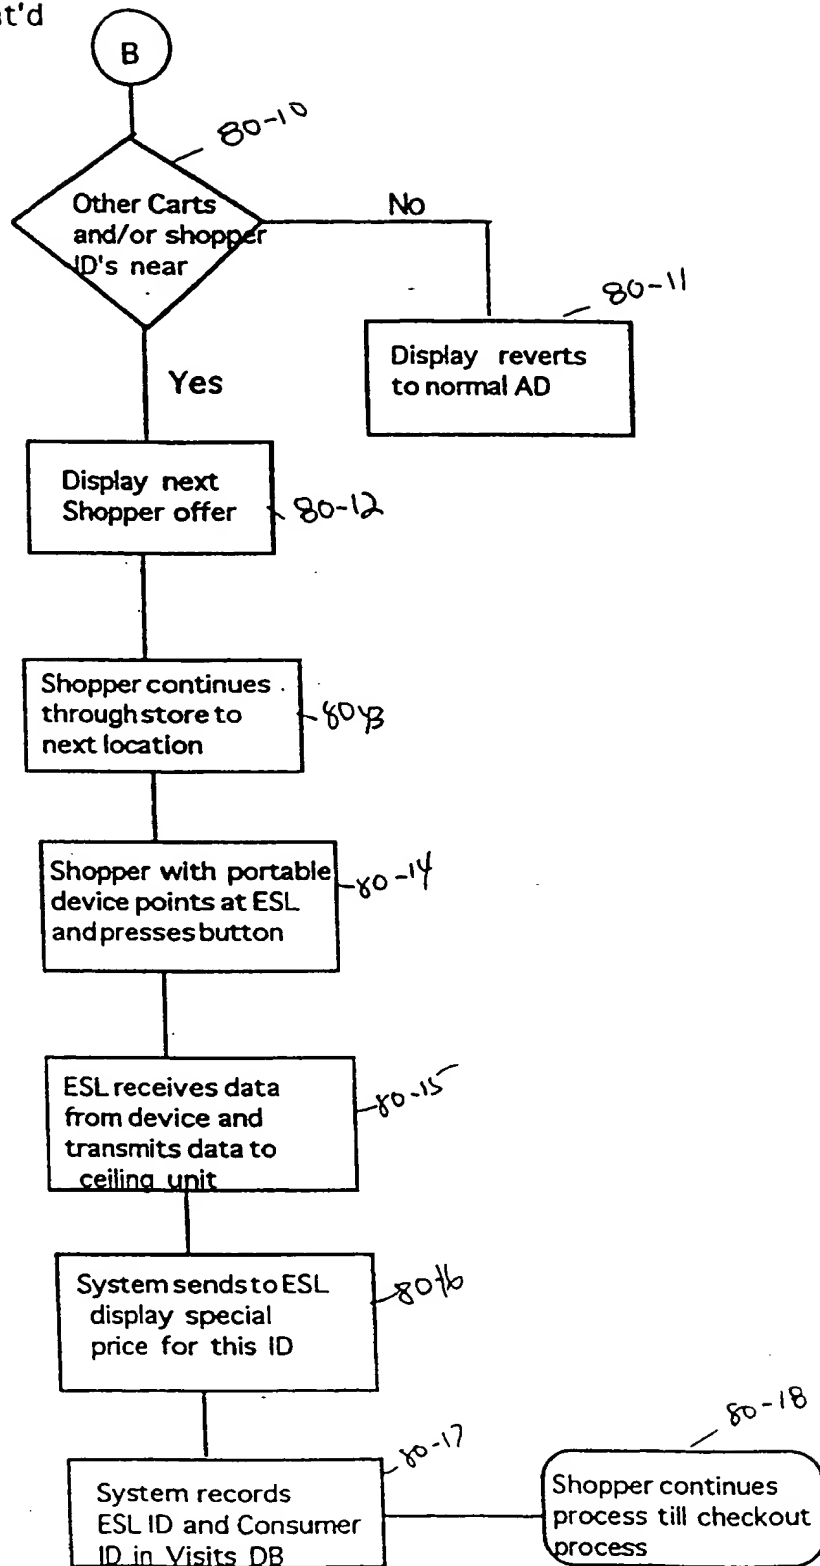 t'd
B
80-10
Other Carts
and/or shopper
ID's near
No
80-11
Display reverts
to normal AD
Yes
Display next
Shopper offer
80-12
Shopper continues
through store to
next location
80-13
Shopper with portable
device points at ESL
and presses button
80-14
ESL receives data
from device and
transmits data to
ceiling unit
80-15
System sends to ESL
display special
price for this ID
80-16
80-17
80-18
System records
ESL ID and Consumer
ID in Visits DB
Shopper continues
process till checkout
process